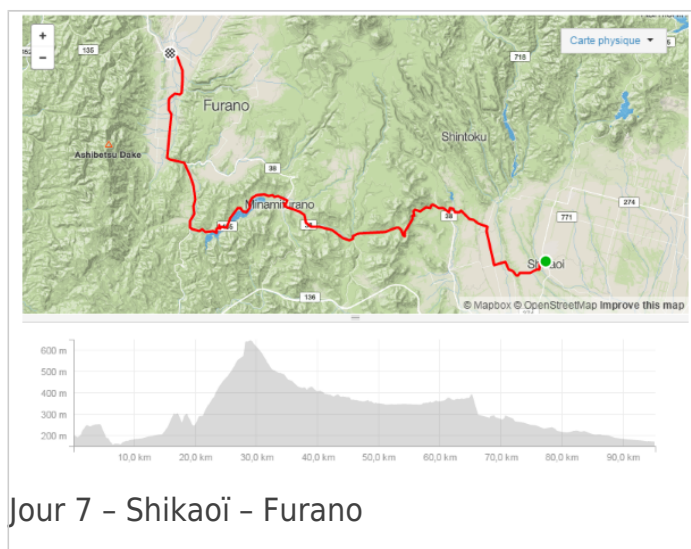 +
−
135
718
Carte physique
Furano
Ashibetsu Dake
Shintoku
38
Minamifurano
38
274
771
136
© Mapbox © OpenStreetMap Improve this map
600 m
500 m
400 m
300 m
200 m
10,0 km 20,0 km 30,0 km 40,0 km 50,0 km 60,0 km 70,0 km 80,0 km 90,0 km
Jour 7 – Shikaoï – Furano